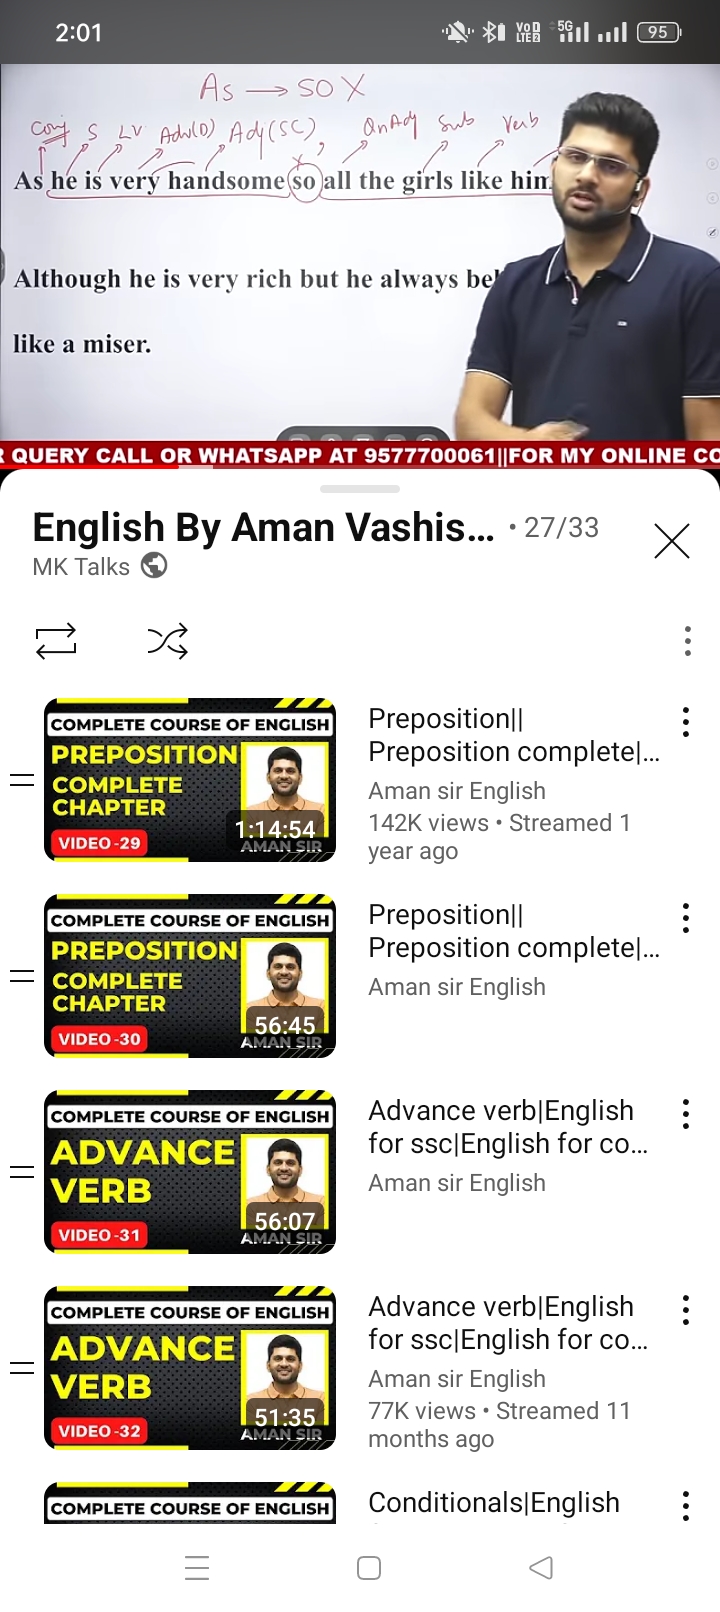 2:01
VoD
LTE2
5G
95
As → SO X
Conj S LV Adv(D) Adj(SC), QnAdj Sub Verb
x
As he is very handsome so all the girls like him
Although he is very rich but he always be
like a miser.
R QUERY CALL OR WHATSAPP AT 9577700061||FOR MY ONLINE CO
English By Aman Vashis... • 27/33
MK Talks
COMPLETE COURSE OF ENGLISH
PREPOSITION
COMPLETE
CHAPTER
VIDEO -29
1:14:54
AMAN SIR
Preposition||
Preposition complete|...
Aman sir English
142K views • Streamed 1
year ago
COMPLETE COURSE OF ENGLISH
PREPOSITION
COMPLETE
CHAPTER
VIDEO -30
56:45
AMAN SIR
Preposition||
Preposition complete|...
Aman sir English
COMPLETE COURSE OF ENGLISH
ADVANCE
VERB
VIDEO -31
56:07
AMAN SIR
Advance verb|English
for ssc|English for co...
Aman sir English
COMPLETE COURSE OF ENGLISH
ADVANCE
VERB
VIDEO -32
51:35
AMAN SIR
Advance verb|English
for ssc|English for co...
Aman sir English
77K views • Streamed 11
months ago
COMPLETE COURSE OF ENGLISH
Conditionals|English